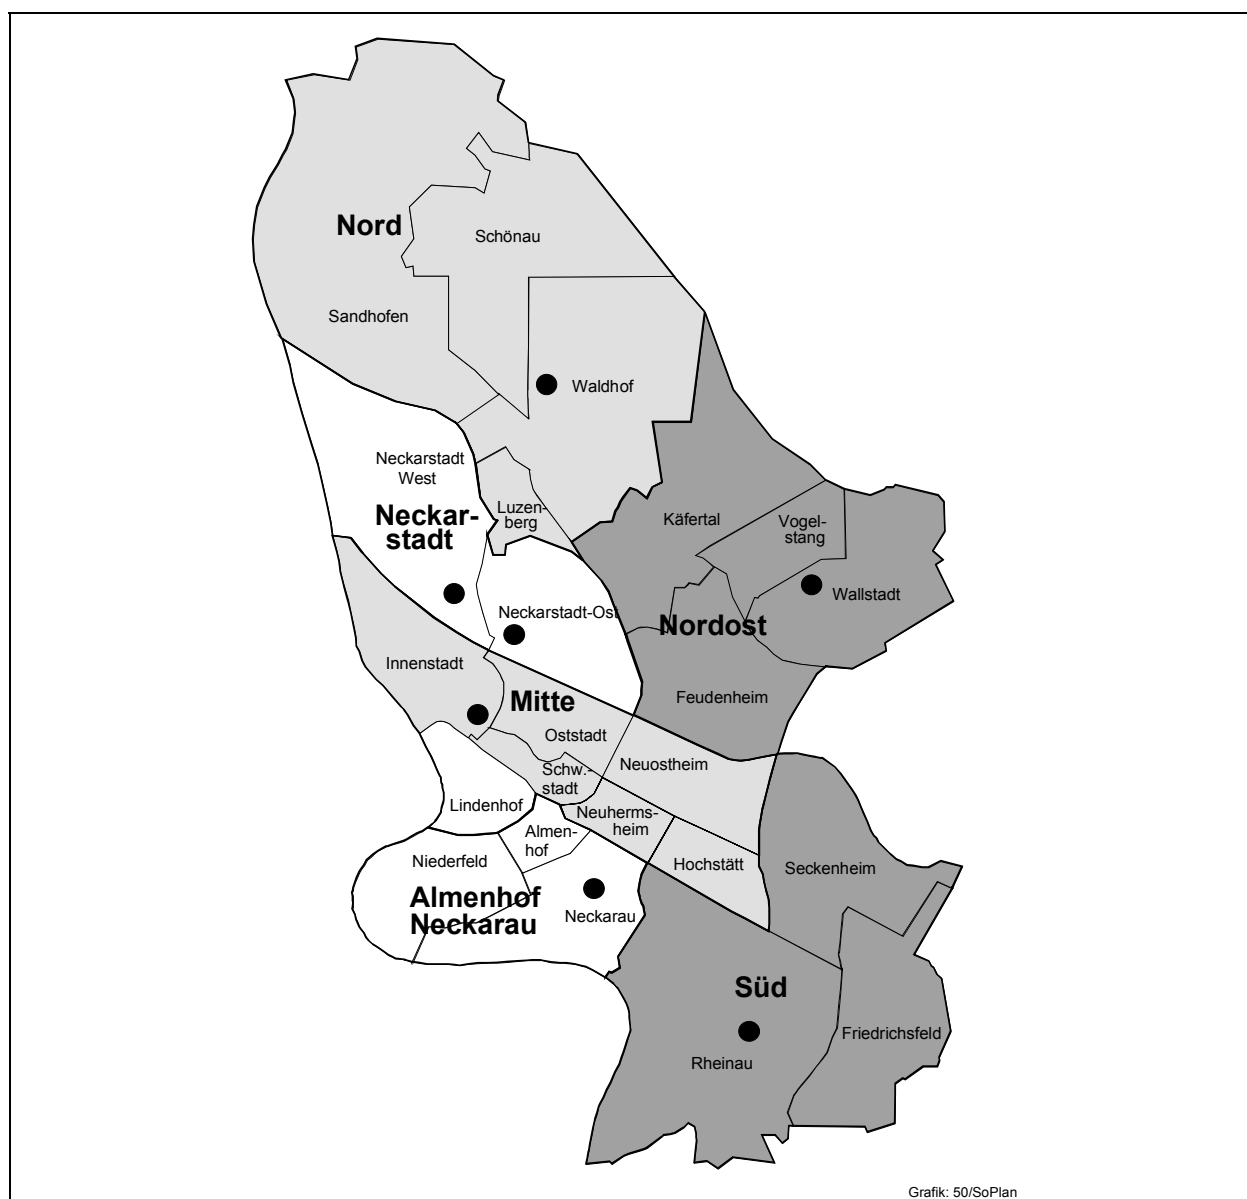 Nord
Schönau
Sandhofen
Waldhof
Neckarstadt
West
Luzen-
berg
Neckar-
stadt
Käfertal
Vogel-
stang
Wallstadt
Neckarstadt-Ost
Nordost
Innenstadt
Feudenheim
Mitte
Oststadt
Neuostheim
Schw.-
stadt
Lindenhof
Neuherms-
heim
Almen-
hof
Niederfeld
Hochstätt
Seckenheim
Almenhof
Neckarau
Neckarau
Süd
Friedrichsfeld
Rheinau
Grafik: 50/SoPlan